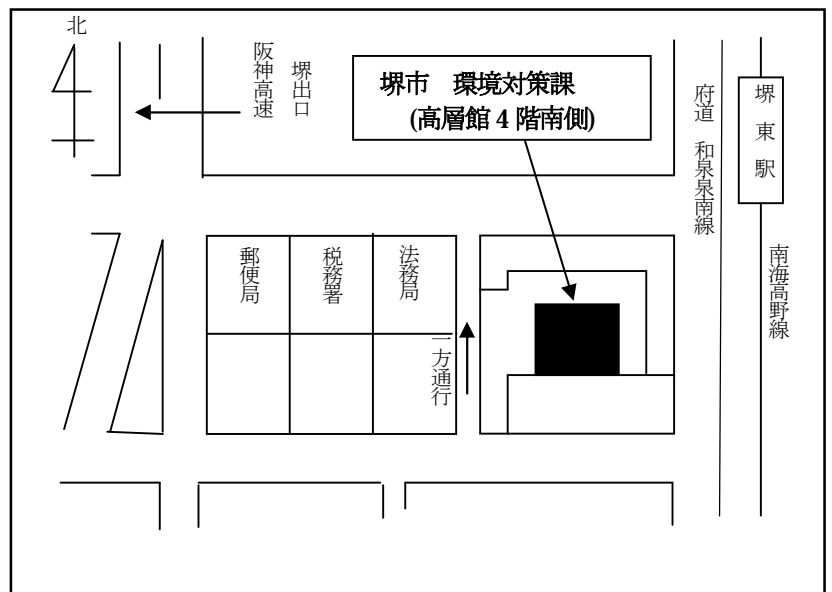 北
阪神高速
堺出口
堺市　環境対策課
(高層館 4 階南側)
府道　和泉泉南線
堺東駅
南海高野線
郵便局
税務署
法務局
一方通行